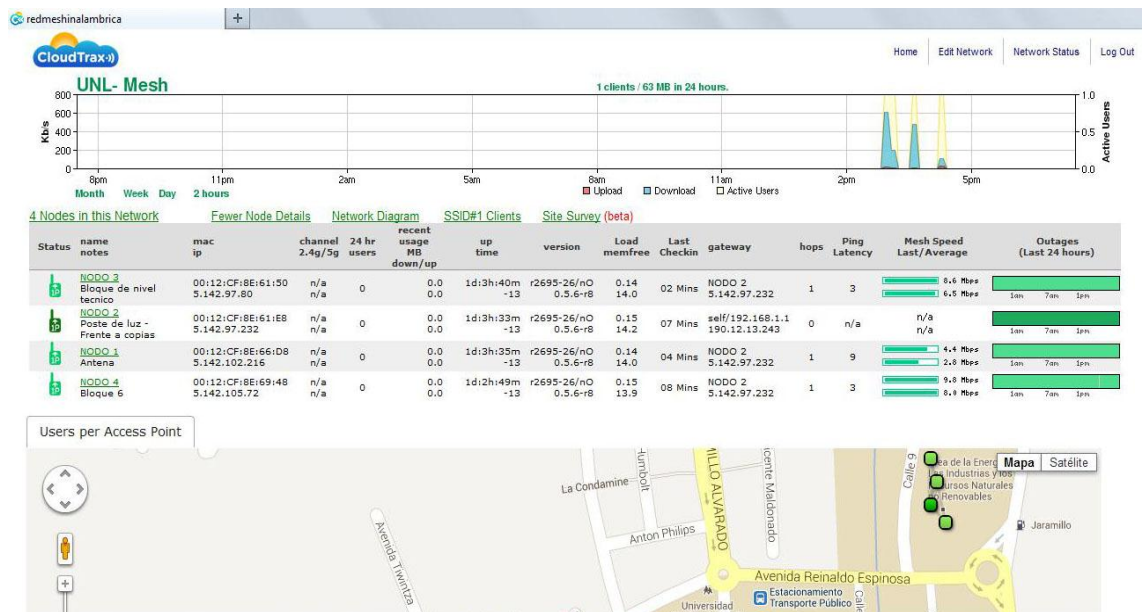 redmeshinalambrica
+
CloudTrax
Home Edit Network Network Status Log Out
UNL- Mesh
1 clients / 63 MB in 24 hours.
800 1.0
600
Kb/s 400 0.5 Active Users
200
0 0.0
8pm 11pm 2am 5am 8am 11am 2pm 5pm
Month Week Day 2 hours
Upload Download Active Users
4 Nodes in this Network Fewer Node Details Network Diagram SSID#1 Clients Site Survey (beta)
Status name notes mac ip channel 2.4g/5g 24 hr users recent usage MB down/up up time version Load memfree Last Checkin gateway hops Ping Latency Mesh Speed Last/Average Outages (Last 24 hours)
NODO 3 00:12:CF:8E:61:50 n/a 0 0.0 1d:3h:40m r2695-26/nO 0.14 02 Mins NODO 2 1 3 8.6 Mbps
1P Bloque de nivel tecnico 5.142.97.80 n/a 0.0 -13 0.5.6-r8 14.0 5.142.97.232 6.5 Mbps 1am 7am 1pm
NODO 2 00:12:CF:8E:61:E8 n/a 0 0.0 1d:3h:33m r2695-26/nO 0.15 07 Mins self/192.168.1.1 0 n/a n/a
1P Poste de luz - Frente a copias 5.142.97.232 n/a 0.0 -13 0.5.6-r8 14.2 190.12.13.243 n/a 1am 7am 1pm
NODO 1 00:12:CF:8E:66:D8 n/a 0 0.0 1d:3h:35m r2695-26/nO 0.14 04 Mins NODO 2 1 9 4.4 Mbps
1P Antena 5.142.102.216 n/a 0.0 -13 0.5.6-r8 14.0 5.142.97.232 2.8 Mbps 1am 7am 1pm
NODO 4 00:12:CF:8E:69:48 n/a 0 0.0 1d:2h:49m r2695-26/nO 0.15 08 Mins NODO 2 1 3 9.8 Mbps
1P Bloque 6 5.142.105.72 n/a 0.0 -13 0.5.6-r8 13.9 5.142.97.232 8.0 Mbps 1am 7am 1pm
Users per Access Point
Mapa Satélite
Humbolt
MILLO ALVARADO
icente Maldonado
Calle 9
ea de la Energ
Las Industrias y los
cursos Naturales
no Renovables
La Condamine
Anton Philips
Jaramillo
Avenida Tiwintza
Avenida Reinaldo Espinosa
Estacionamiento
Transporte Público
Universidad
Calle